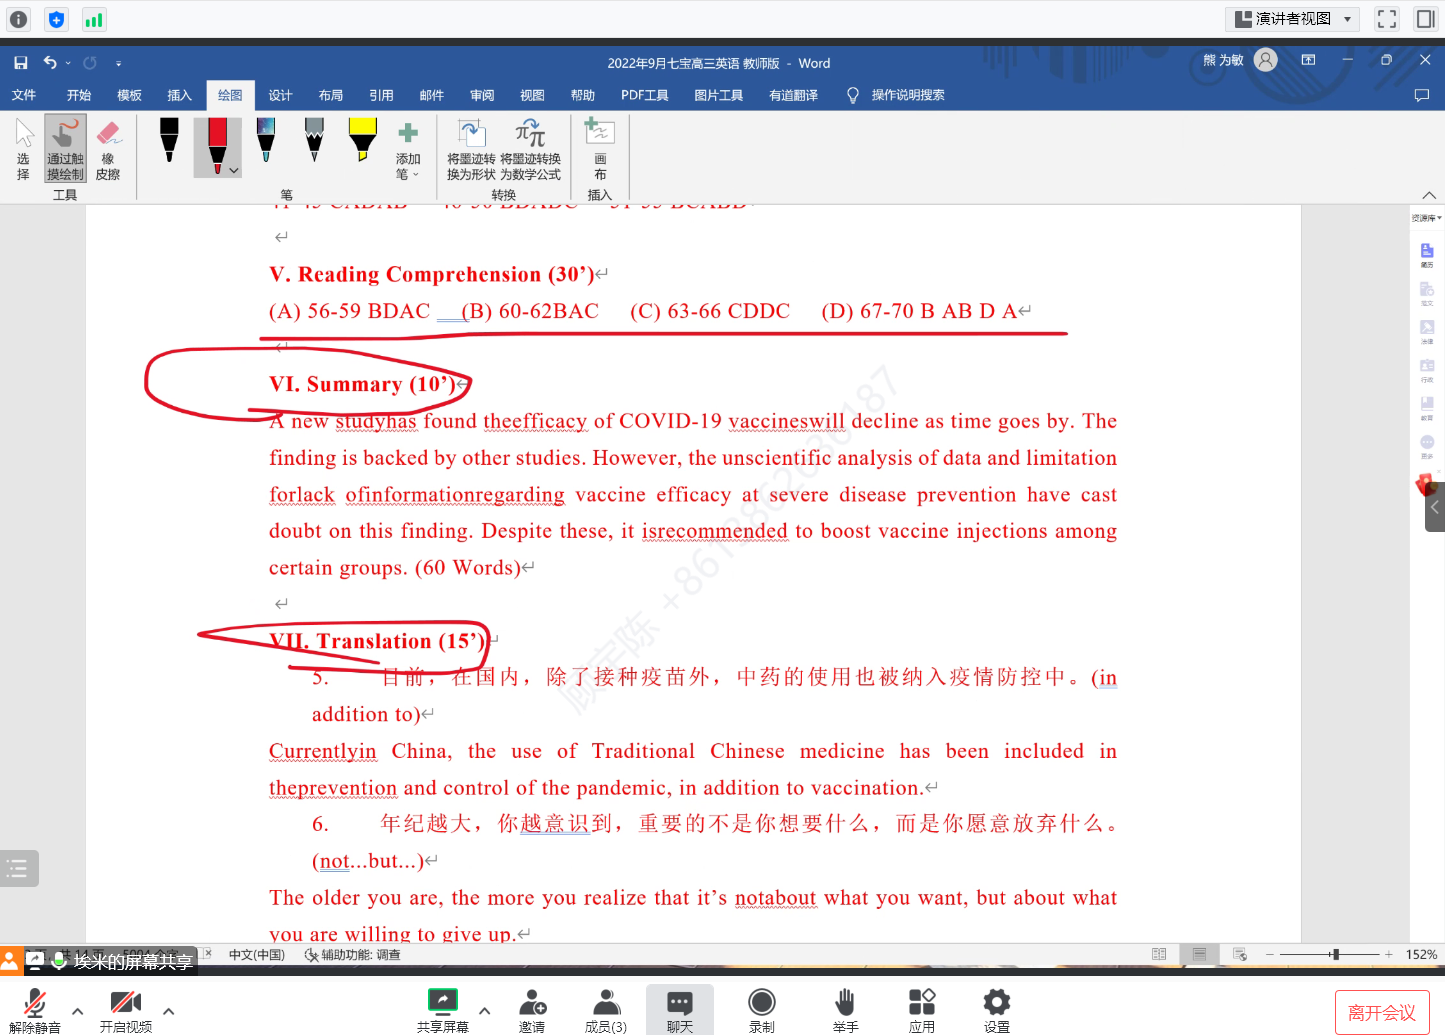 演讲者视图
2022年9月七宝高三英语 教师版 - Word
熊 为敏
文件 开始 模板 插入 绘图 设计 布局 引用 邮件 审阅 视图 帮助 PDF工具 图片工具 有道翻译 操作说明搜索
选择 通过触摸绘制 橡皮擦 添加笔 将墨迹转换为形状 将墨迹转换为数学公式 画布
工具 笔 转换 插入
资源库
V. Reading Comprehension (30’)
(A) 56-59 BDAC (B) 60-62BAC (C) 63-66 CDDC (D) 67-70 B AB D A
VI. Summary (10’)
A new studyhas found theefficacy of COVID-19 vaccineswill decline as time goes by. The
finding is backed by other studies. However, the unscientific analysis of data and limitation
forlack ofinformationregarding vaccine efficacy at severe disease prevention have cast
doubt on this finding. Despite these, it isrecommended to boost vaccine injections among
certain groups. (60 Words)
VII. Translation (15’)
5. 目前，在国内，除了接种疫苗外，中药的使用也被纳入疫情防控中。(in
addition to)
Currentlyin China, the use of Traditional Chinese medicine has been included in
theprevention and control of the pandemic, in addition to vaccination.
6. 年纪越大，你越意识到，重要的不是你想要什么，而是你愿意放弃什么。
(not...but...)
The older you are, the more you realize that it’s notabout what you want, but about what
you are willing to give up.
埃米的屏幕共享
中文(中国) 辅助功能: 调查 152%
解除静音 开启视频 共享屏幕 邀请 成员(3) 聊天 录制 举手 应用 设置 离开会议